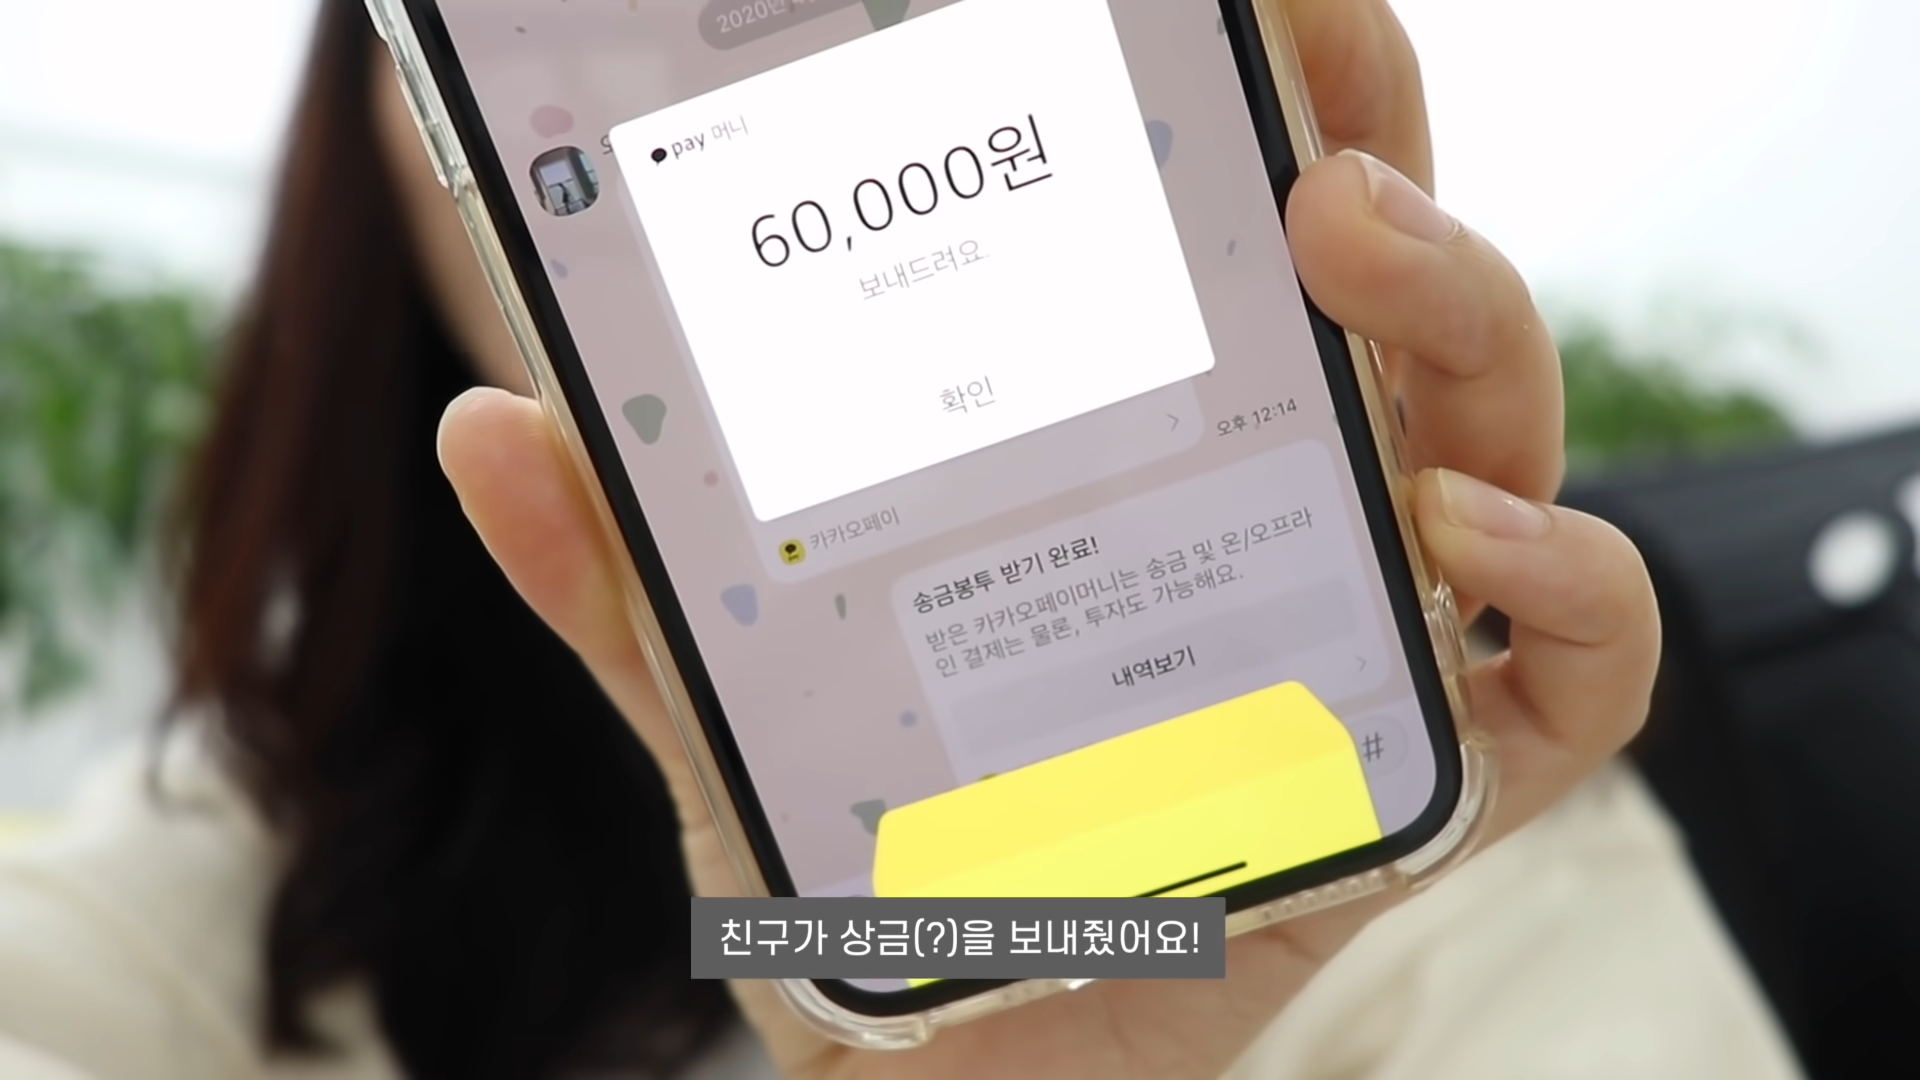 pay 머니
60,000원
보내드려요.
확인
오후 12:14
카카오페이
송금봉투 받기 완료!
받은 카카오페이머니는 송금 및 온/오프라
인 결제는 물론, 투자도 가능해요.
내역보기
#
친구가 상금(?)을 보내줬어요!